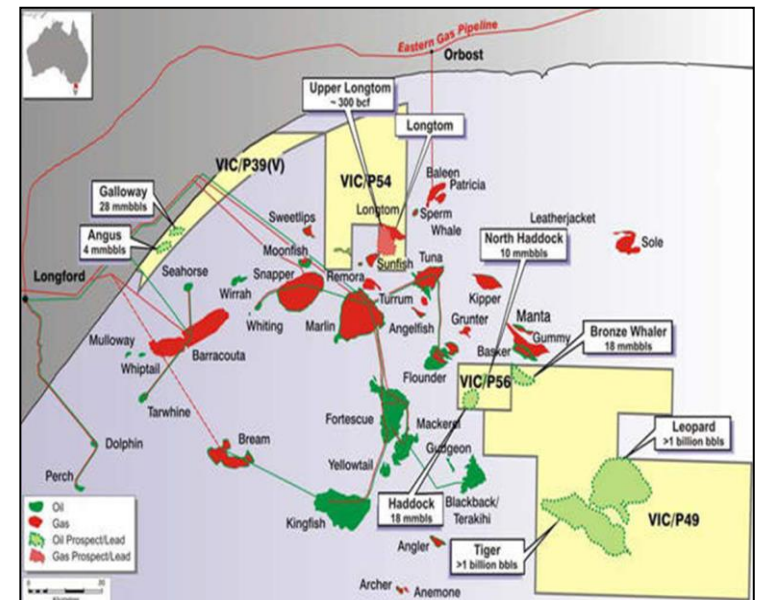 Eastern Gas Pipeline
Orbost
Upper Longtom
~ 300 bcf
Longtom
VIC/P39(V)
VIC/P54
Galloway
28 mmbbls
Angus
4 mmbbls
Longford
Baleen
Patricia
Sperm
Whale
Longtom
Sweetlips
Leatherjacket
Sole
North Haddock
10 mmbbls
Moonfish
Sunfish
Tuna
Seahorse
Snapper
Remora
Wirrah
Turrum
Kipper
Whiting
Marlin
Angelfish
Grunter
Manta
Gummy
Bronze Whaler
18 mmbbls
Mulloway
Barracouta
Basker
Whiptail
Flounder
VIC/P56
Tarwhine
Fortescue
Mackerel
Leopard
>1 billion bbls
Dolphin
Bream
Gudgeon
Perch
Yellowtail
Haddock
18 mmbls
Blackback/
Terakihi
VIC/P49
Kingfish
Oil
Gas
Oil Prospect/Lead
Gas Prospect/Lead
Angler
Tiger
>1 billion bbls
Archer
Anemone